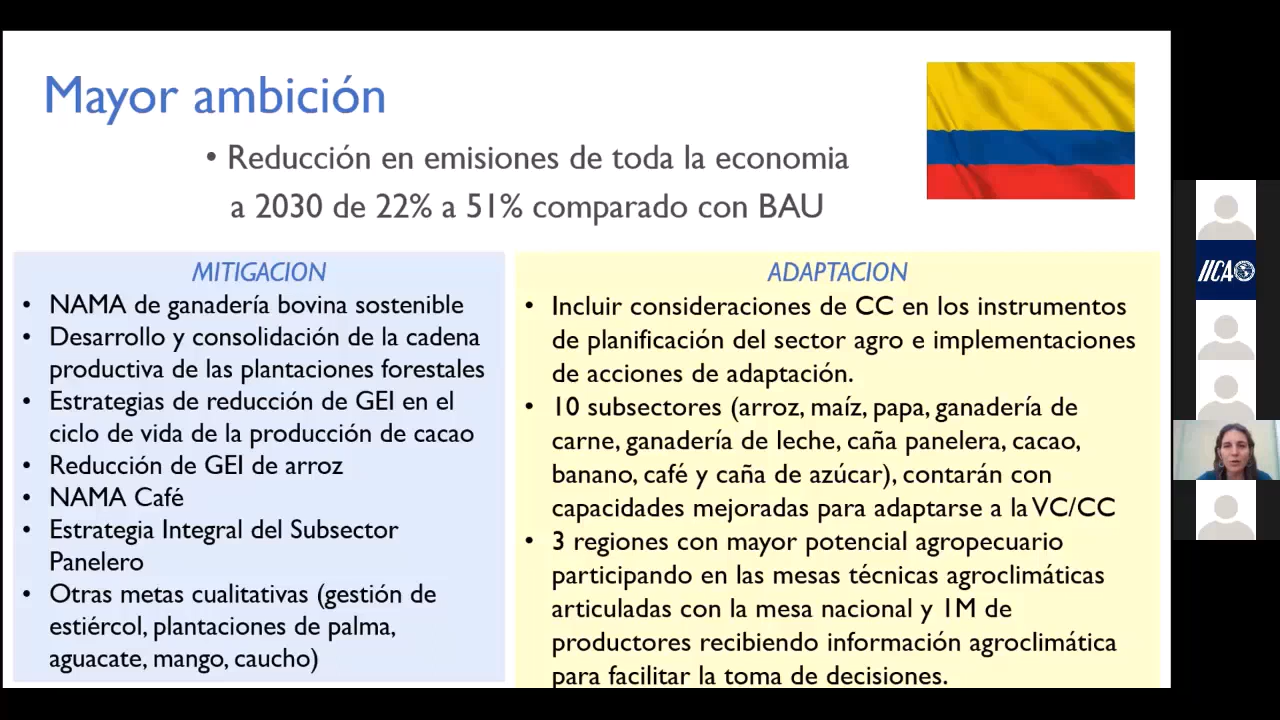 Mayor ambición
• Reducción en emisiones de toda la economia
a 2030 de 22% a 51% comparado con BAU
MITIGACION
• NAMA de ganadería bovina sostenible
• Desarrollo y consolidación de la cadena
productiva de las plantaciones forestales
• Estrategias de reducción de GEI en el
ciclo de vida de la producción de cacao
• Reducción de GEI de arroz
• NAMA Café
• Estrategia Integral del Subsector
Panelero
• Otras metas cualitativas (gestión de
estiércol, plantaciones de palma,
aguacate, mango, caucho)
ADAPTACION
• Incluir consideraciones de CC en los instrumentos
de planificación del sector agro e implementaciones
de acciones de adaptación.
• 10 subsectores (arroz, maíz, papa, ganadería de
carne, ganadería de leche, caña panelera, cacao,
banano, café y caña de azúcar), contarán con
capacidades mejoradas para adaptarse a la VC/CC
• 3 regiones con mayor potencial agropecuario
participando en las mesas técnicas agroclimáticas
articuladas con la mesa nacional y 1M de
productores recibiendo información agroclimática
para facilitar la toma de decisiones.
IICA